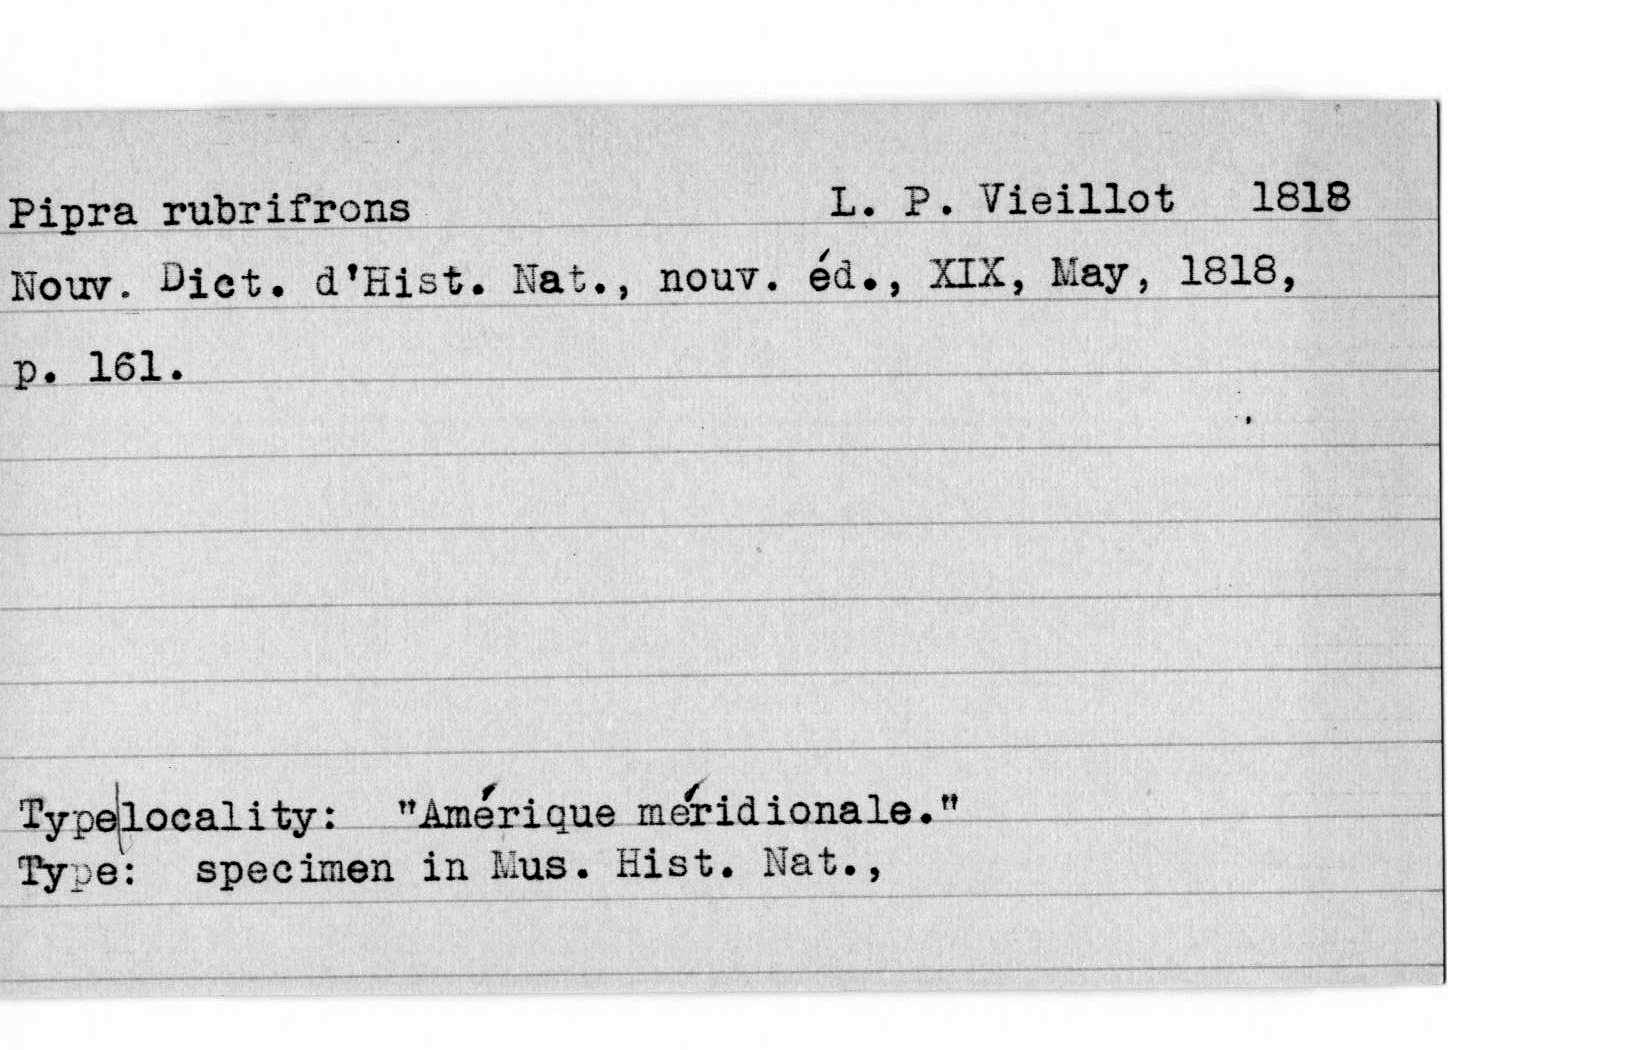 Pipra rubrifrons L. P. Vieillot 1818
Nouv. Dict. d'Hist. Nat., nouv. éd., XIX, May, 1818,
p. 161.
Type|locality: "Amérique méridionale."
Type: specimen in Mus. Hist. Nat.,